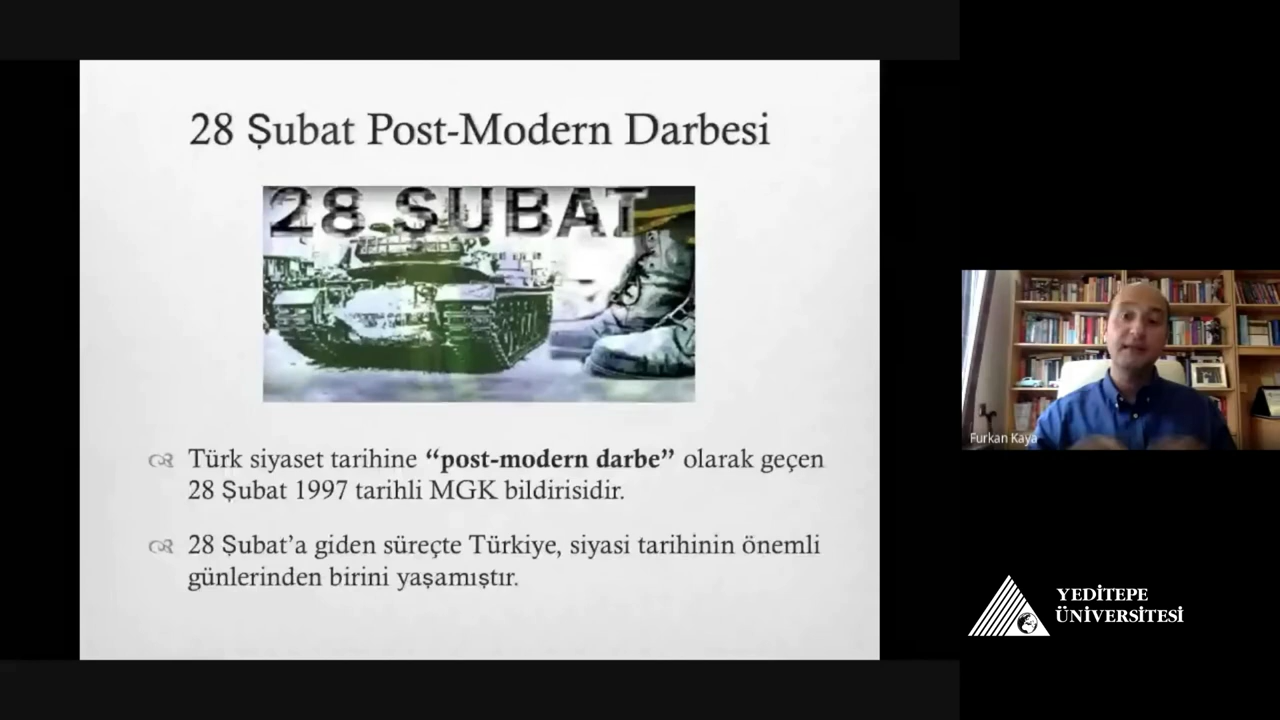 28 Şubat Post-Modern Darbesi
28 ŞUBAT
Türk siyaset tarihine “post-modern darbe” olarak geçen
28 Şubat 1997 tarihli MGK bildirisidir.
28 Şubat’a giden süreçte Türkiye, siyasi tarihinin önemli
günlerinden birini yaşamıştır.
Furkan Kaya
YEDİTEPE
ÜNİVERSİTESİ